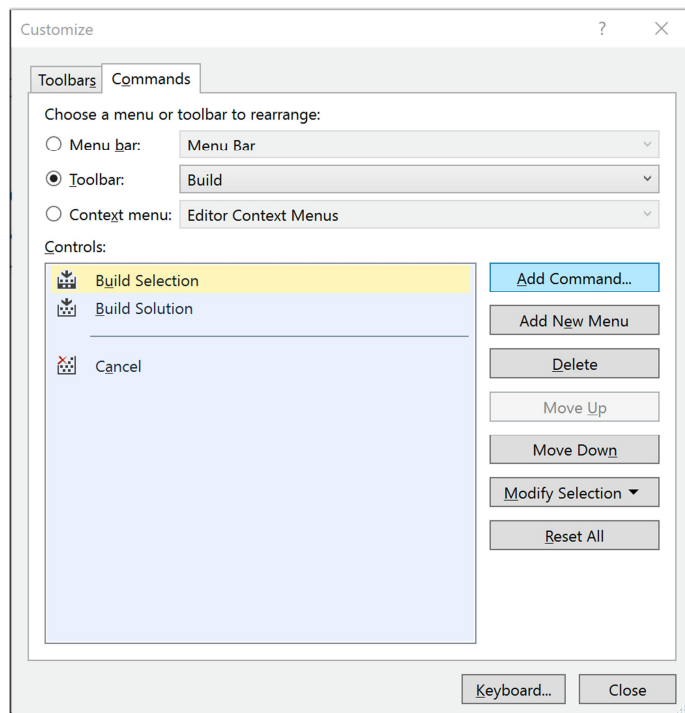 Customize
?
Toolbars
Commands
Choose a menu or toolbar to rearrange:
Menu bar:
Menu Bar
Toolbar:
Build
Context menu:
Editor Context Menus
Controls:
Build Selection
Build Solution
Cancel
Add Command...
Add New Menu
Delete
Move Up
Move Down
Modify Selection
Reset All
Keyboard...
Close